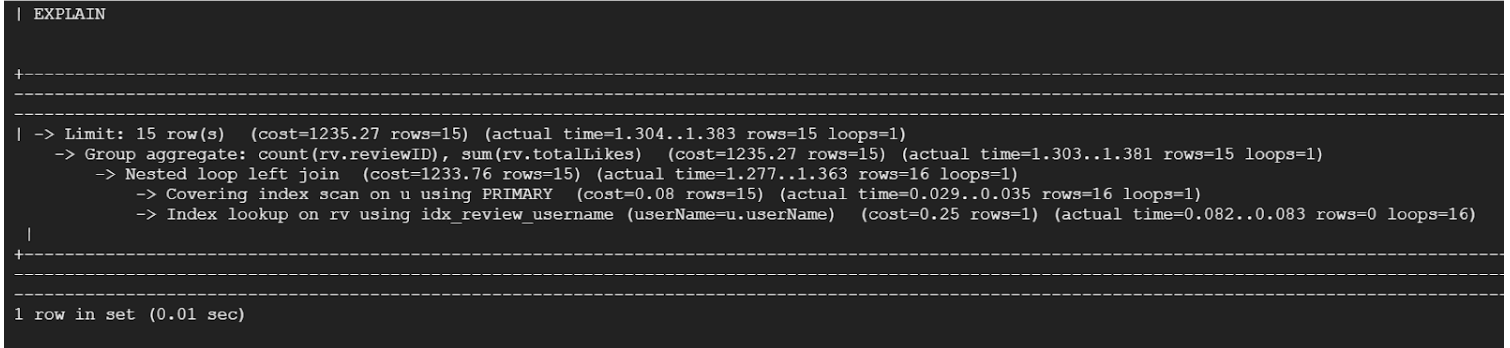 | EXPLAIN
+----------------------------------------------------------------------------------------------------------------------------------------------------
------------------------------------------------------------------------------------------------------------------------------------------------------
------------------------------------------------------------------------------------------------------------------------------------------------------
| -> Limit: 15 row(s)  (cost=1235.27 rows=15) (actual time=1.304..1.383 rows=15 loops=1)
    -> Group aggregate: count(rv.reviewID), sum(rv.totalLikes)  (cost=1235.27 rows=15) (actual time=1.303..1.381 rows=15 loops=1)
        -> Nested loop left join  (cost=1233.76 rows=15) (actual time=1.277..1.363 rows=16 loops=1)
            -> Covering index scan on u using PRIMARY  (cost=0.08 rows=15) (actual time=0.029..0.035 rows=16 loops=1)
            -> Index lookup on rv using idx_review_username (userName=u.userName)  (cost=0.25 rows=1) (actual time=0.082..0.083 rows=0 loops=16)
 |
+----------------------------------------------------------------------------------------------------------------------------------------------------
------------------------------------------------------------------------------------------------------------------------------------------------------
------------------------------------------------------------------------------------------------------------------------------------------------------
1 row in set (0.01 sec)